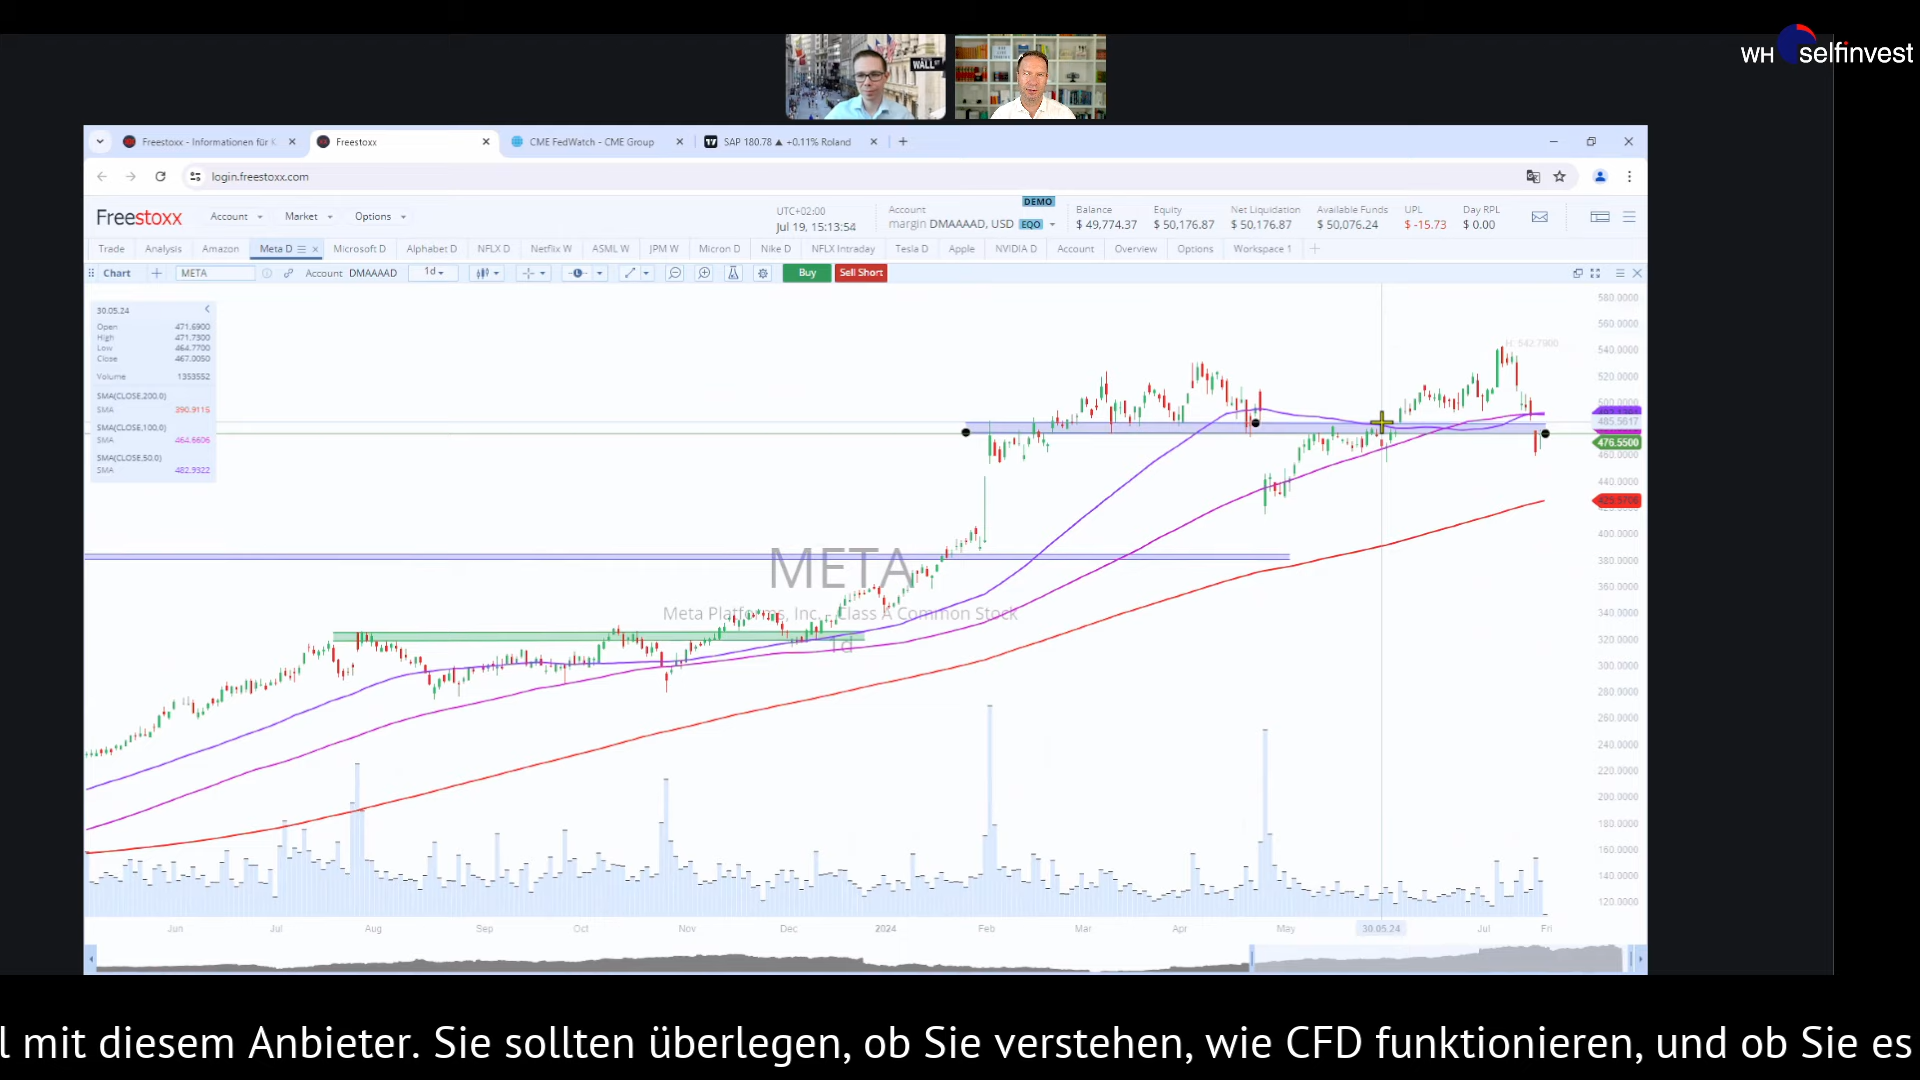 WALL ST
WH selfinvest
Freestoxx - Informationen für K
Freestoxx
CME FedWatch - CME Group
SAP 180.78 ▲ +0.11% Roland
login.freestoxx.com
Freestoxx
Account
Market
Options
UTC+02:00
Jul 19, 15:13:54
DEMO
Account
margin DMAAAAD, USD EQO
Balance
$ 49,774.37
Equity
$ 50,176.87
Net Liquidation
$ 50,176.87
Available Funds
$ 50,076.24
UPL
$ -15.73
Day RPL
$ 0.00
Trade Analysis Amazon Meta D Microsoft D Alphabet D NFLX D Netflix W ASML W JPM W Micron D Nike D NFLX Intraday Tesla D Apple NVIDIA D Account Overview Options Workspace 1
Chart META Account DMAAAAD 1d Buy Sell Short
30.05.24
Open 471.6900
High 471.7300
Low 464.7700
Close 467.0050
Volume 1353552
SMA(CLOSE,200.0)
SMA 390.9115
SMA(CLOSE,100.0)
SMA 464.6606
SMA(CLOSE,50.0)
SMA 482.9322
H: 542.7900
META
Meta Platforms, Inc. - Class A Common Stock
1d
580.0000
560.0000
540.0000
520.0000
500.0000
485.5617
476.5500
460.0000
440.0000
400.0000
380.0000
360.0000
340.0000
320.0000
300.0000
280.0000
260.0000
240.0000
220.0000
200.0000
180.0000
160.0000
140.0000
120.0000
Jun Jul Aug Sep Oct Nov Dec 2024 Feb Mar Apr May 30.05.24 Jul Fri
l mit diesem Anbieter. Sie sollten überlegen, ob Sie verstehen, wie CFD funktionieren, und ob Sie es